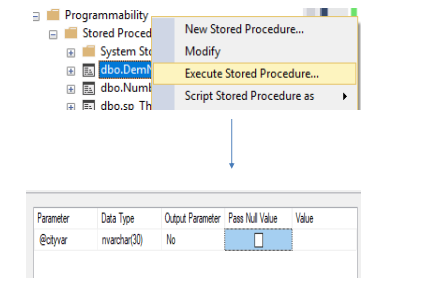 Programmability
New Stored Procedure...
Stored Proced
System Sto
Modify
dbo.DemN
Execute Stored Procedure...
dbo.Numb
Script Stored Procedure as
dbo.sp_Th
Parameter Data Type Output Parameter Pass Null Value Value
@cityvar nvarchar(30) No